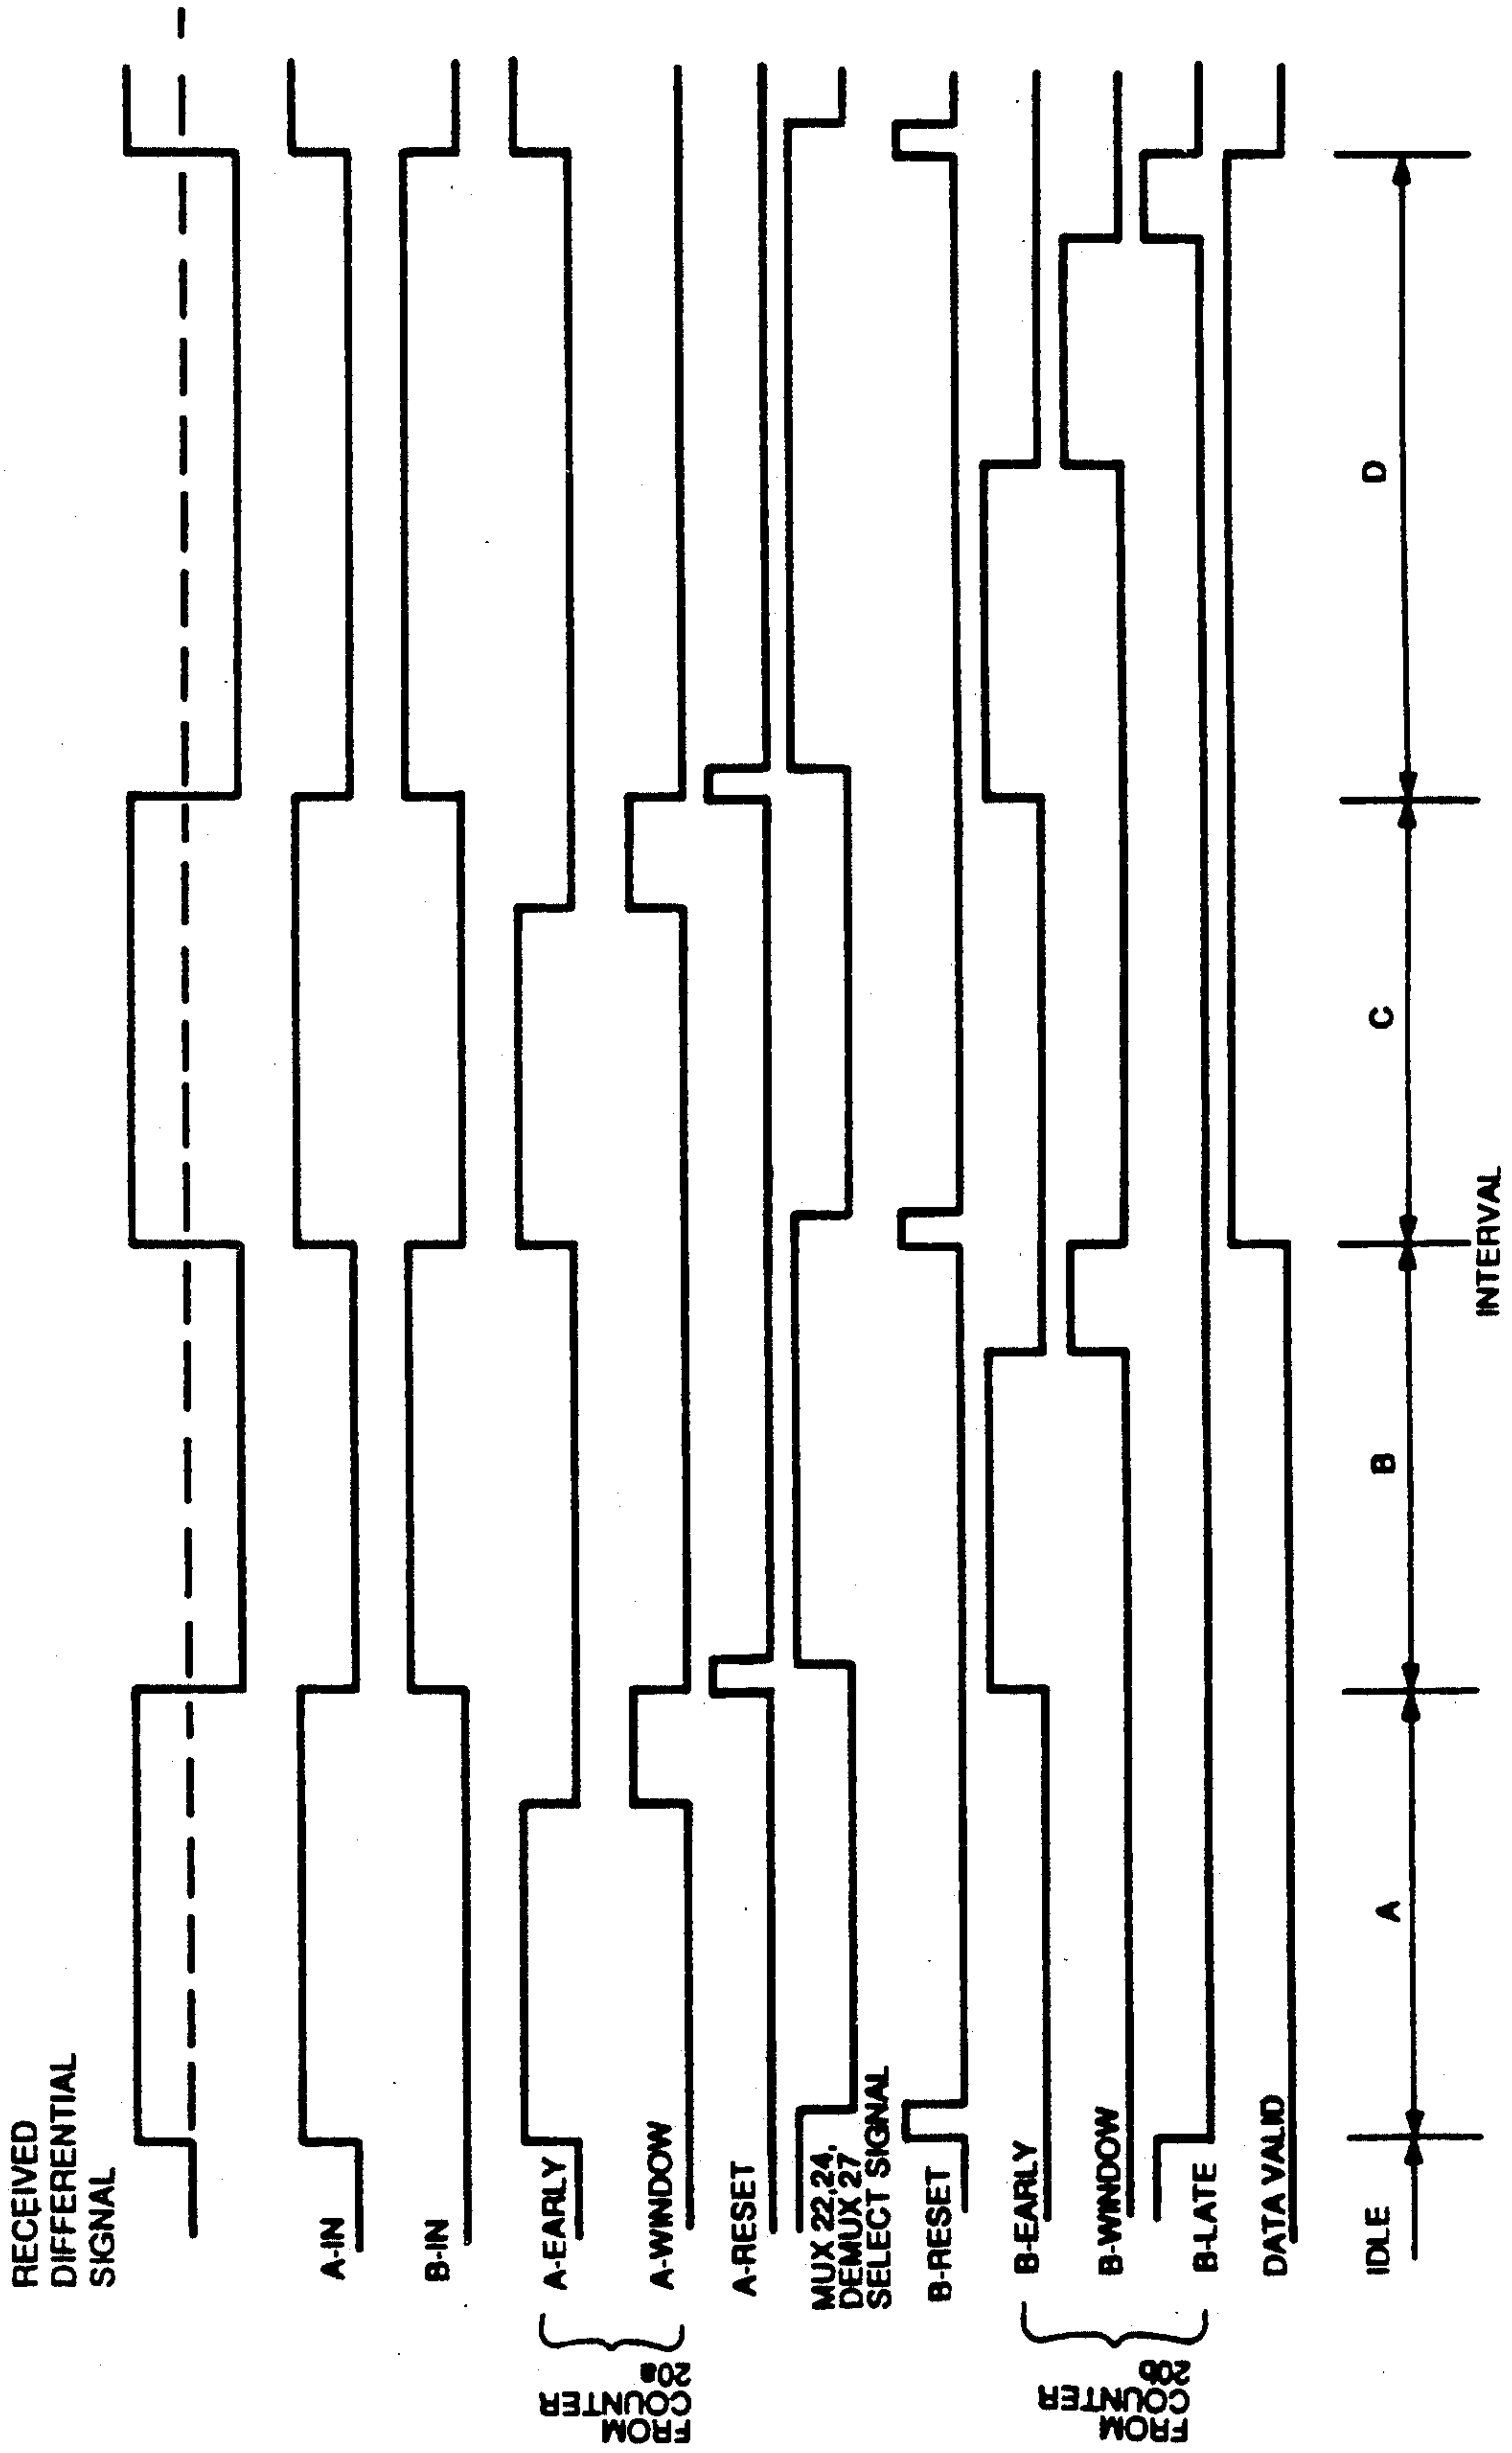 RECEIVED
DIFFERENTIAL
SIGNAL
A-IN
B-IN
FROM
COUNTER
20a
A-EARLY
A-WINDOW
A-RESET
MUX 22,24,
DEMUX 27
SELECT SIGNAL
B-RESET
FROM
COUNTER
20b
B-EARLY
B-WINDOW
B-LATE
DATA VALID
IDLE
A
B
C
D
INTERVAL